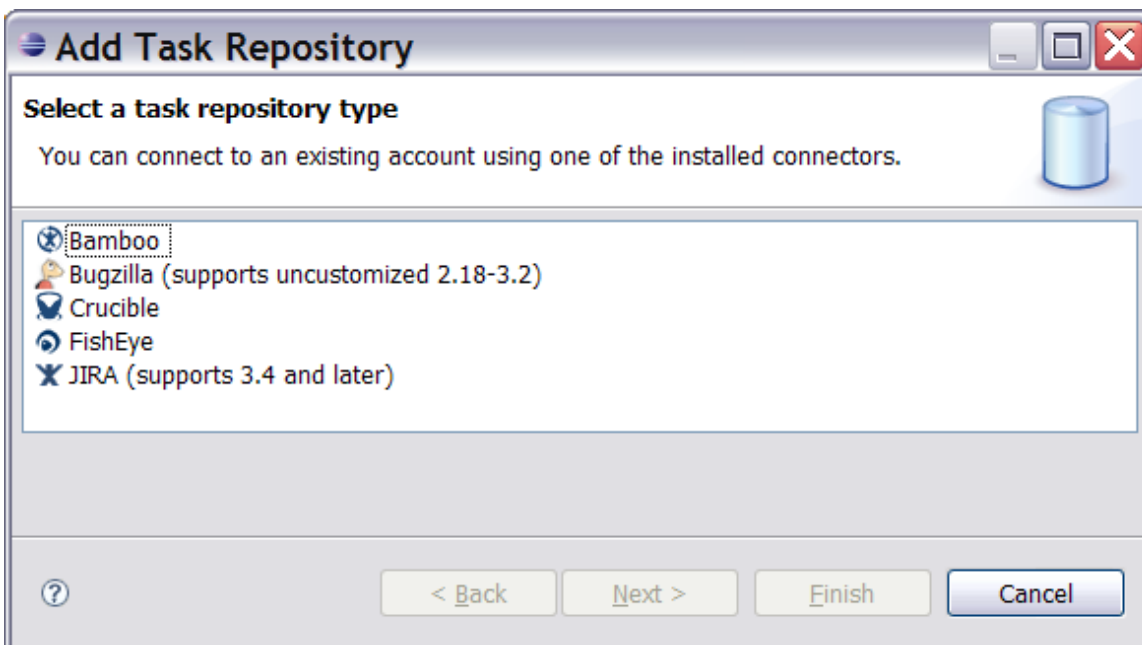 Add Task Repository
Select a task repository type
You can connect to an existing account using one of the installed connectors.
Bamboo
Bugzilla (supports uncustomized 2.18-3.2)
Crucible
FishEye
JIRA (supports 3.4 and later)
?
< Back
Next >
Finish
Cancel